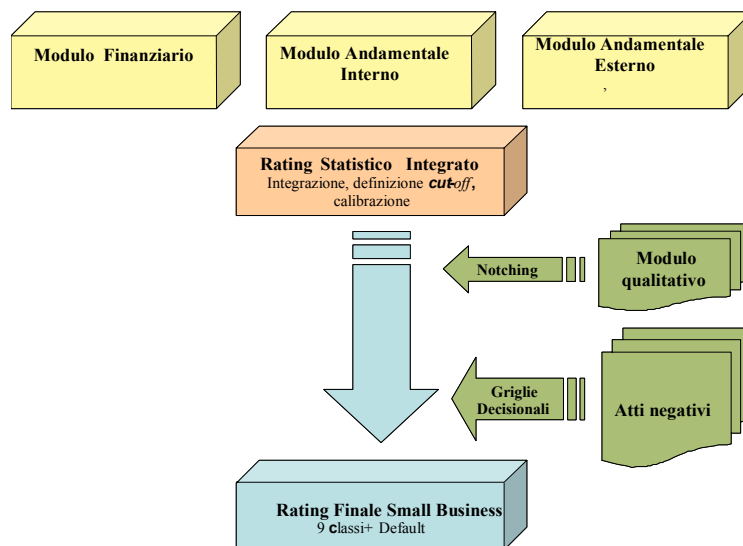 Modulo Finanziario
Modulo Andamentale
Interno
Modulo Andamentale
Esterno
,
Rating Statistico Integrato
Integrazione, definizione cut-off,
calibrazione
Notching
Modulo
qualitativo
Griglie
Decisionali
Atti negativi
Rating Finale Small Business
9 classi+ Default